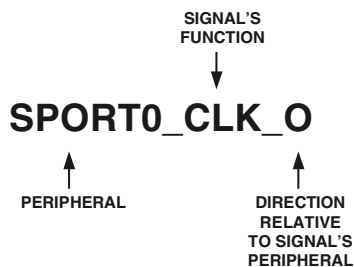 SIGNAL'S
FUNCTION
SPORT0_CLK_O
PERIPHERAL
DIRECTION
RELATIVE
TO SIGNAL'S
PERIPHERAL